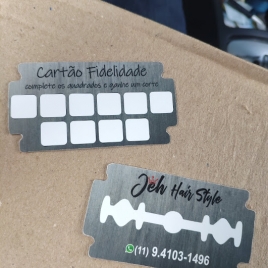 Cartão Fidelidade
complete os quadrados e ganhe um corte
Jeh Hair Style
(11) 9.4103-1496